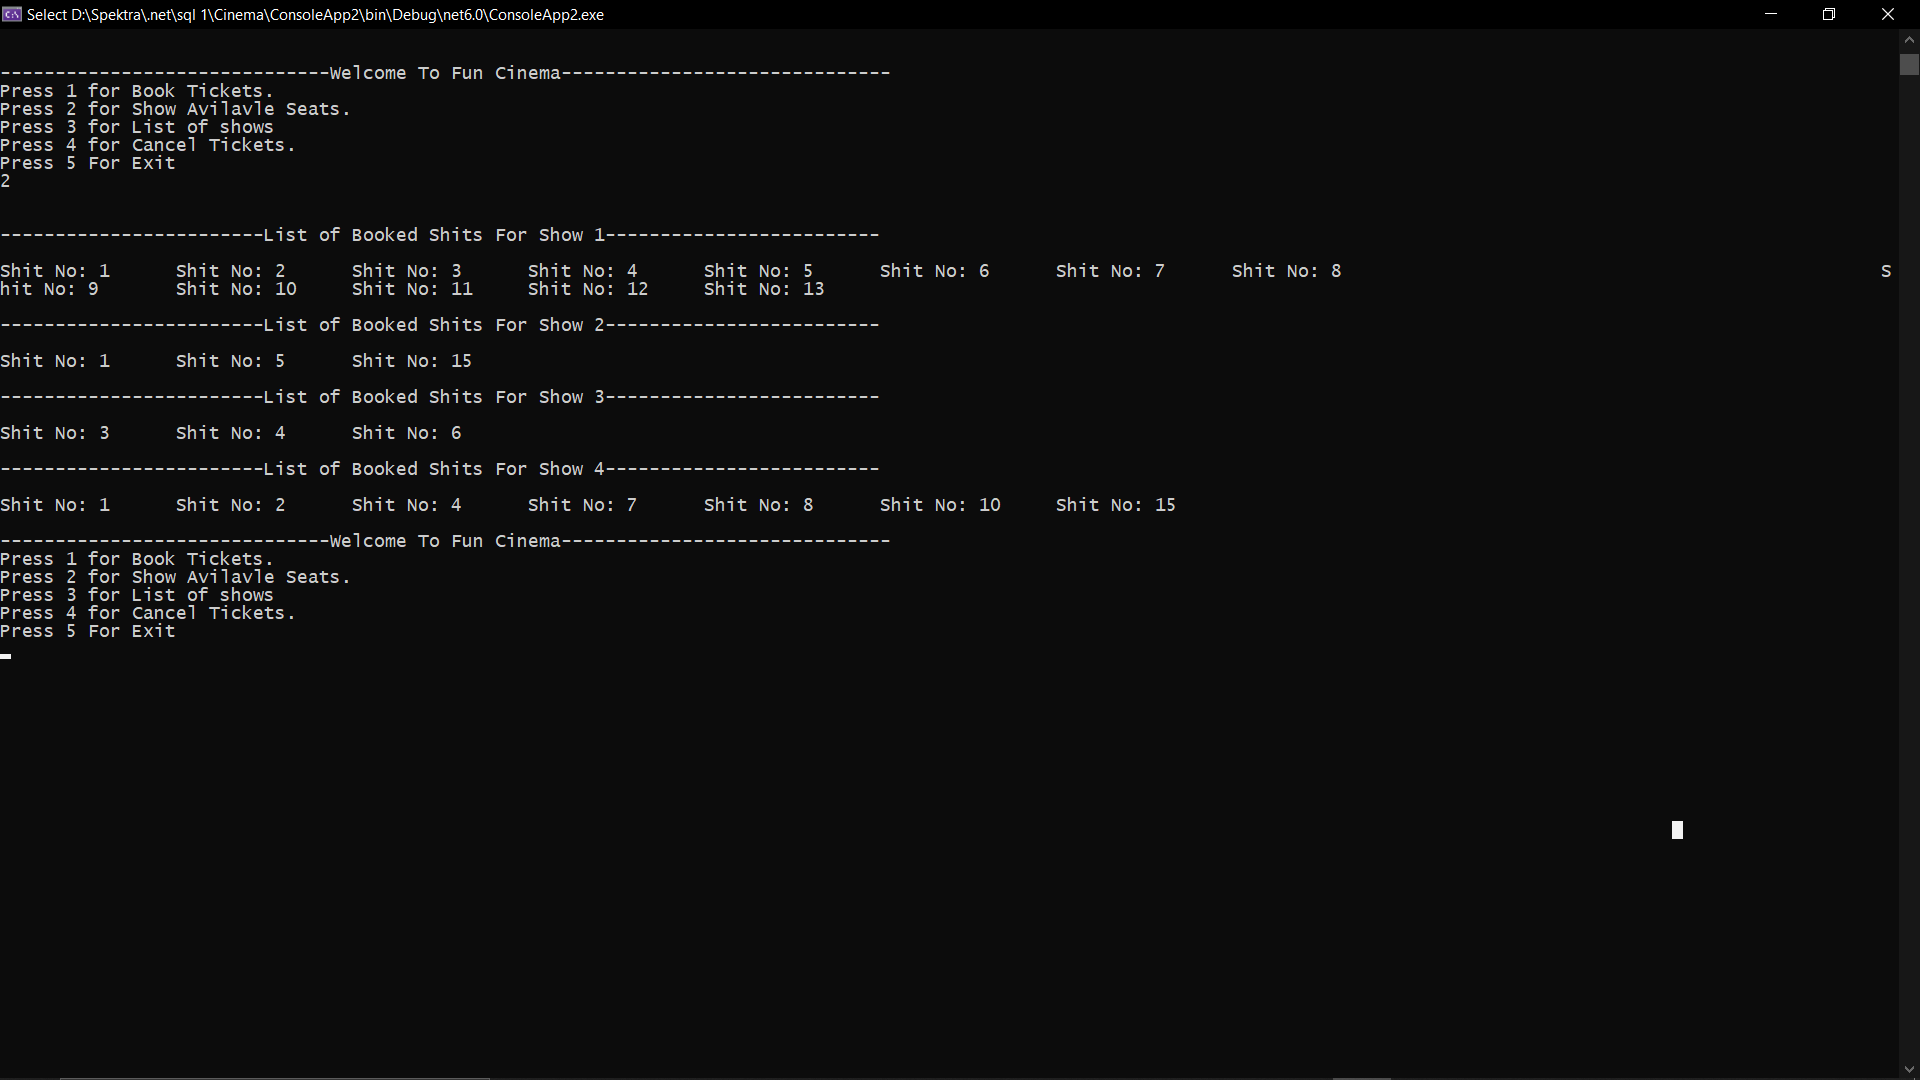 Select D:\Spektra\.net\sql 1\Cinema\ConsoleApp2\bin\Debug\net6.0\ConsoleApp2.exe
------------------------------Welcome To Fun Cinema------------------------------
Press 1 for Book Tickets.
Press 2 for Show Avilavle Seats.
Press 3 for List of shows
Press 4 for Cancel Tickets.
Press 5 For Exit
2
------------------------List of Booked Shits For Show 1-------------------------
Shit No: 1      Shit No: 2      Shit No: 3      Shit No: 4      Shit No: 5      Shit No: 6      Shit No: 7      Shit No: 8                                                 S
hit No: 9       Shit No: 10     Shit No: 11     Shit No: 12     Shit No: 13
------------------------List of Booked Shits For Show 2-------------------------
Shit No: 1      Shit No: 5      Shit No: 15
------------------------List of Booked Shits For Show 3-------------------------
Shit No: 3      Shit No: 4      Shit No: 6
------------------------List of Booked Shits For Show 4-------------------------
Shit No: 1      Shit No: 2      Shit No: 4      Shit No: 7      Shit No: 8      Shit No: 10     Shit No: 15
------------------------------Welcome To Fun Cinema------------------------------
Press 1 for Book Tickets.
Press 2 for Show Avilavle Seats.
Press 3 for List of shows
Press 4 for Cancel Tickets.
Press 5 For Exit